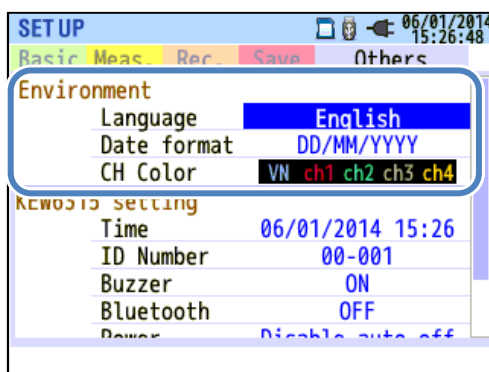 SET UP 06/01/2014
15:26:48
Basic Meas. Rec. Save Others
Environment
Language English
Date format DD/MM/YYYY
CH Color VN ch1 ch2 ch3 ch4
KEW6315 setting
Time 06/01/2014 15:26
ID Number 00-001
Buzzer ON
Bluetooth OFF
Power Disable auto off